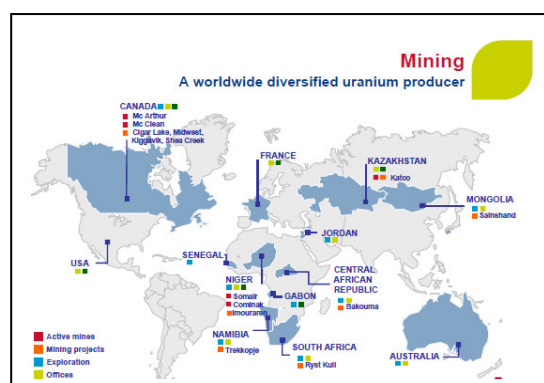 Mining
A worldwide diversified uranium producer
CANADA
Mc Arthur
Mc Clean
Cigar Lake, Midwest,
Kiggavik, Shea Creek
FRANCE
KAZAKHSTAN
Katco
MONGOLIA
Sainshand
JORDAN
USA
SENEGAL
NIGER
Somair
Cominak
Imouraren
GABON
CENTRAL
AFRICAN
REPUBLIC
Bakouma
NAMIBIA
Trekkopje
SOUTH AFRICA
Ryst Kuil
AUSTRALIA
Active mines
Mining projects
Exploration
Offices